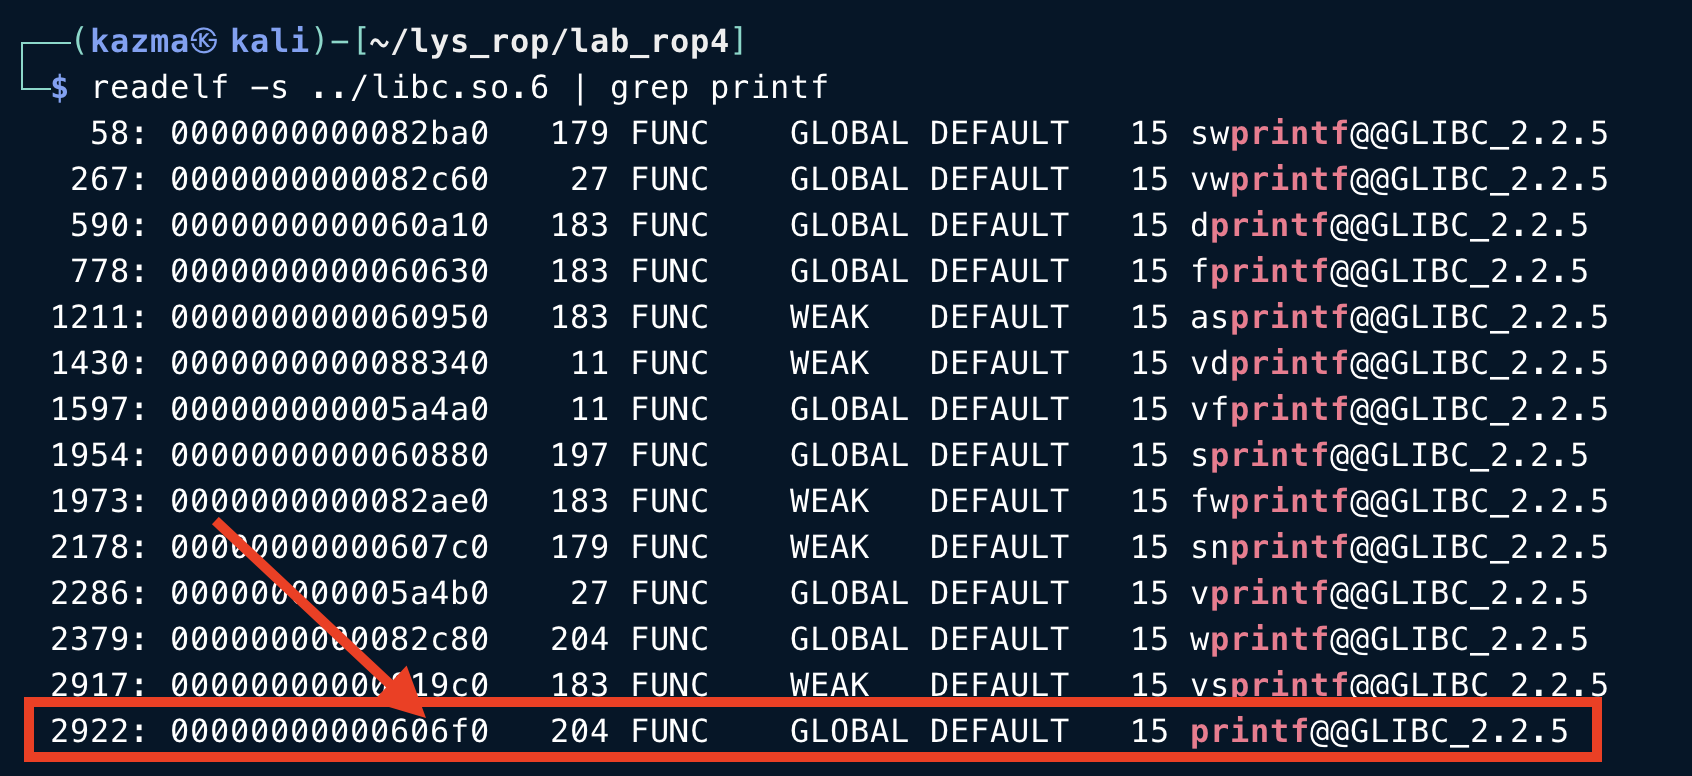 ┌──(kazma㉿kali)-[~/lys_rop/lab_rop4]
└─$ readelf -s ../libc.so.6 | grep printf
58: 0000000000082ba0 179 FUNC GLOBAL DEFAULT 15 swprintf@@GLIBC_2.2.5
267: 0000000000082c60 27 FUNC GLOBAL DEFAULT 15 vwprintf@@GLIBC_2.2.5
590: 0000000000060a10 183 FUNC GLOBAL DEFAULT 15 dprintf@@GLIBC_2.2.5
778: 0000000000060630 183 FUNC GLOBAL DEFAULT 15 fprintf@@GLIBC_2.2.5
1211: 0000000000060950 183 FUNC WEAK DEFAULT 15 asprintf@@GLIBC_2.2.5
1430: 0000000000088340 11 FUNC WEAK DEFAULT 15 vdprintf@@GLIBC_2.2.5
1597: 000000000005a4a0 11 FUNC GLOBAL DEFAULT 15 vfprintf@@GLIBC_2.2.5
1954: 0000000000060880 197 FUNC GLOBAL DEFAULT 15 sprintf@@GLIBC_2.2.5
1973: 0000000000082ae0 183 FUNC WEAK DEFAULT 15 fwprintf@@GLIBC_2.2.5
2178: 00000000000607c0 179 FUNC WEAK DEFAULT 15 snprintf@@GLIBC_2.2.5
2286: 000000000005a4b0 27 FUNC GLOBAL DEFAULT 15 vprintf@@GLIBC_2.2.5
2379: 0000000000082c80 204 FUNC GLOBAL DEFAULT 15 wprintf@@GLIBC_2.2.5
2917: 183 FUNC WEAK DEFAULT 15 vsprintf@@GLIBC_2.2.5
2922: 00000000000606f0 204 FUNC GLOBAL DEFAULT 15 printf@@GLIBC_2.2.5